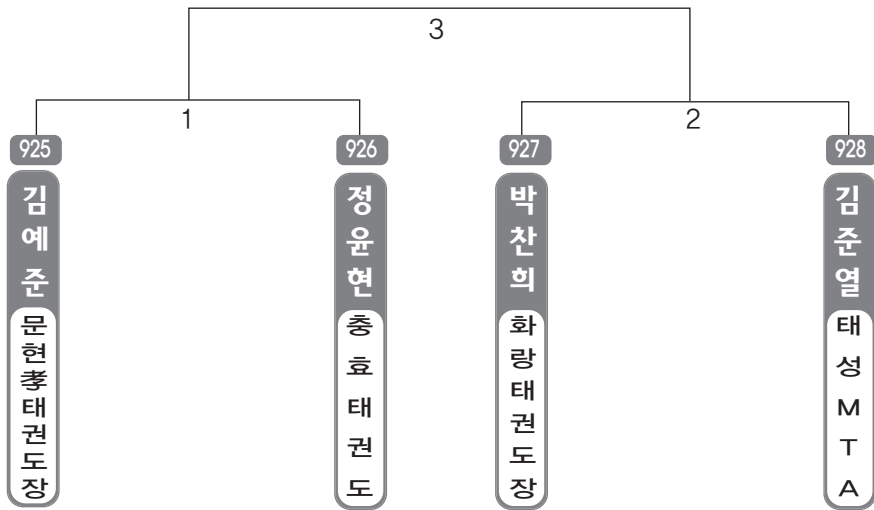 3
1
2
925
926
927
928
김예준
정윤현
박찬희
김준열
문현孝태권도장
충효태권도
화랑태권도장
태성MTA